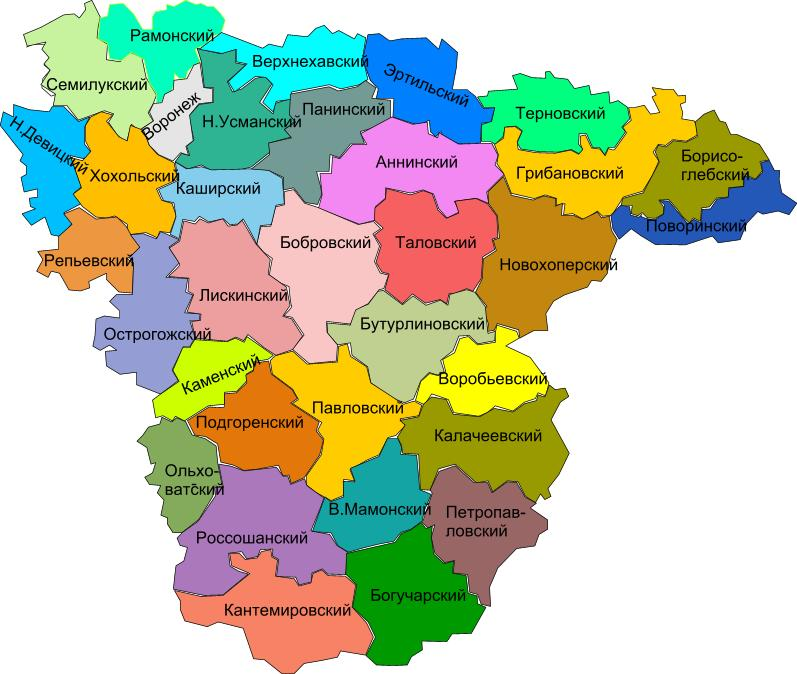 Рамонский
Семилукский
Верхнехавский
Эртильский
Воронеж
Н.Девицкий
Н.Усманский
Панинский
Терновский
Хохольский
Каширский
Аннинский
Грибановский
Борисо-
глебский
Поворинский
Репьевский
Бобровский
Таловский
Новохоперский
Лискинский
Острогожский
Бутурлиновский
Каменский
Воробьевский
Подгоренский
Павловский
Калачеевский
Ольхо-
ватский
В.Мамонский
Петропав-
ловский
Россошанский
Кантемировский
Богучарский